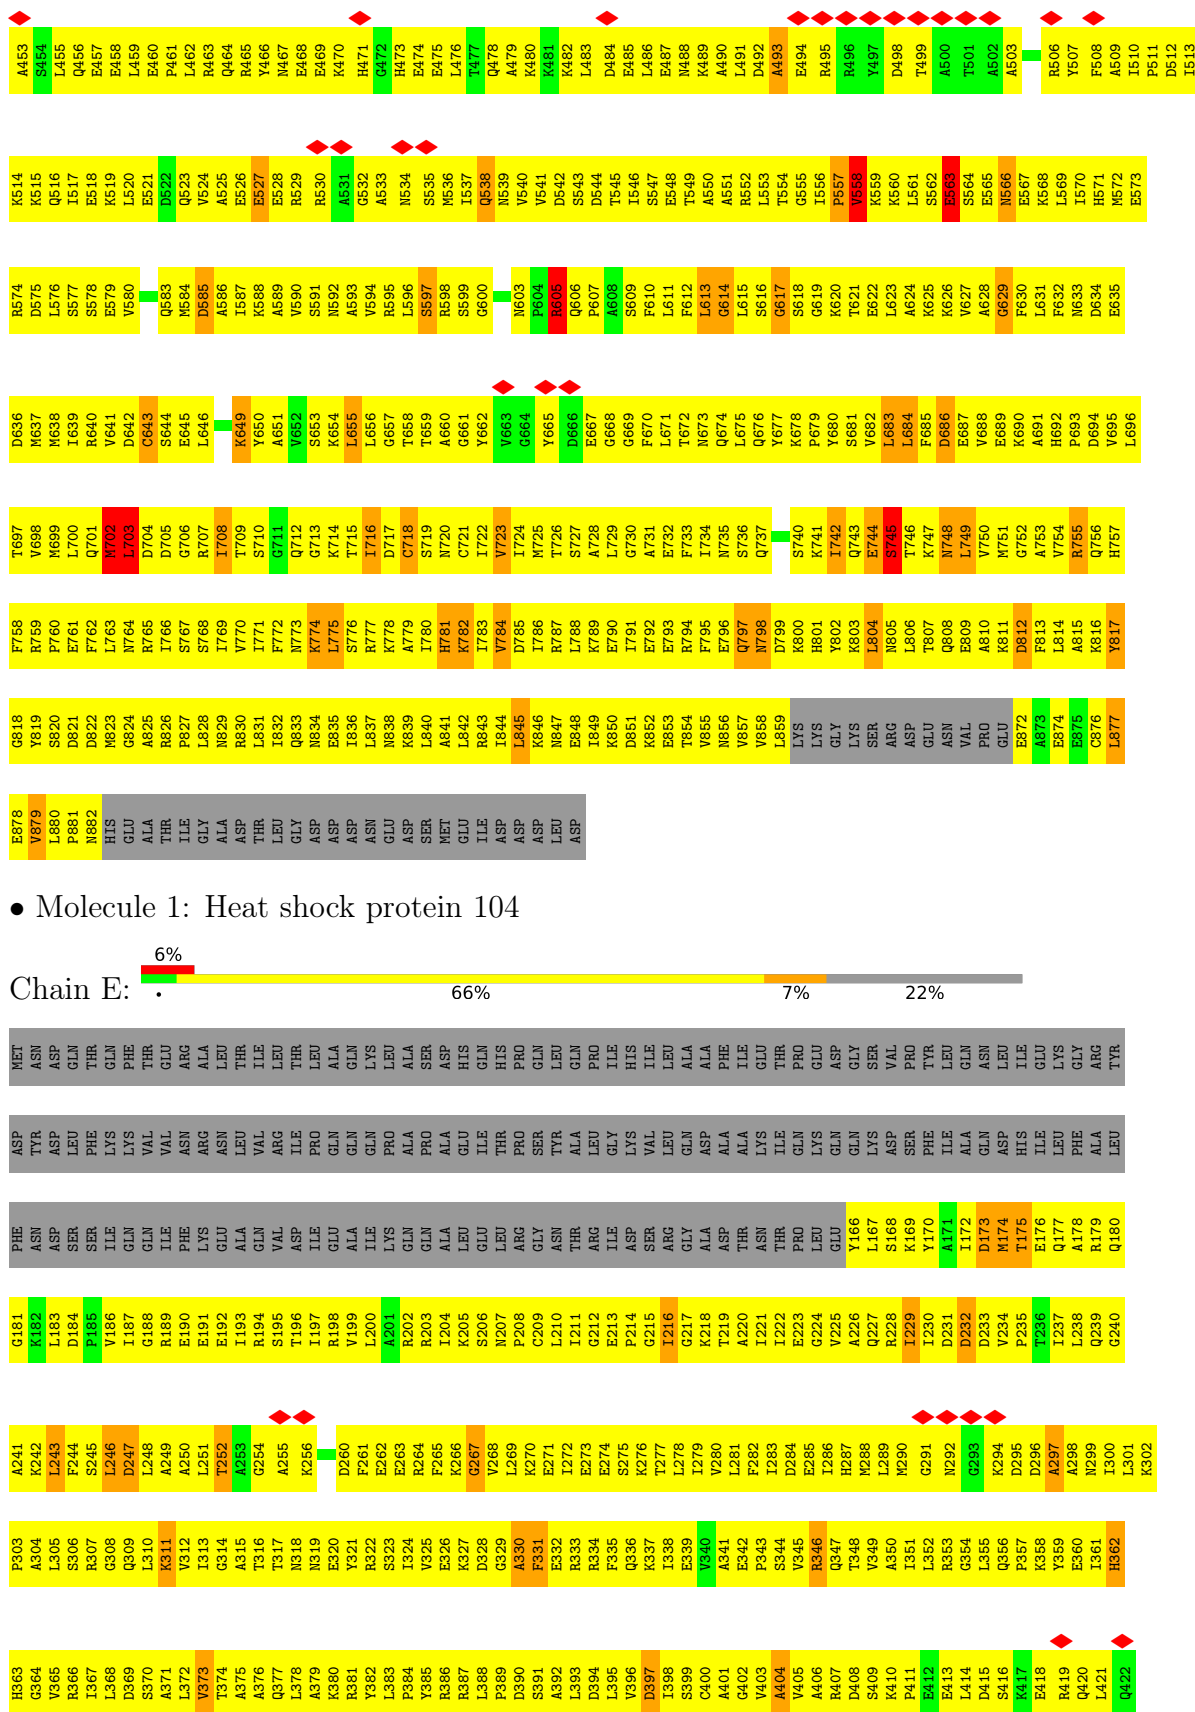 A453 S454 L455 Q456 E457 E458 L459 E460 P461 L462 R463 Q464 R465 Y466 N467 E468 E469 K470 H471 G472 H473 E474 E475 L476 T477 Q478 A479 K480 K481 K482 L483 D484 E485 L486 E487 N488 K489 A490 L491 D492 A493 E494 R495 R496 Y497 D498 T499 A500 T501 A502 A503 R506 Y507 F508 A509 I510 P511 D512 I513
K514 K515 Q516 I517 E518 K519 L520 E521 D522 Q523 V524 A525 E526 E527 E528 R529 R530 A531 G532 A533 N534 S535 M536 I537 Q538 N539 V540 V541 D542 S543 D544 T545 I546 S547 E548 T549 A550 A551 R552 L553 T554 G555 I556 P557 V558 K559 K560 L561 S562 E563 S564 E565 N566 E567 K568 L569 I570 H571 M572 E573
R574 D575 L576 S577 S578 E579 V580 Q583 M584 D585 A586 I587 K588 A589 V590 S591 N592 A593 V594 R595 L596 S597 R598 S599 G600 N603 P604 R605 Q606 P607 A608 S609 F610 L611 F612 L613 G614 L615 S616 G617 S618 G619 K620 T621 E622 L623 A624 K625 K626 V627 A628 G629 F630 L631 F632 N633 D634 E635
D636 M637 M638 I639 R640 V641 D642 C643 S644 E645 L646 K649 Y650 A651 V652 S653 K654 L655 L656 G657 T658 T659 A660 G661 Y662 V663 G664 Y665 D666 E667 G668 G669 F670 L671 T672 N673 Q674 L675 Q676 Y677 K678 P679 Y680 S681 V682 L683 L684 F685 D686 E687 V688 E689 K690 A691 H692 P693 D694 V695 L696
T697 V698 M699 L700 Q701 M702 L703 D704 D705 G706 R707 I708 T709 S710 G711 Q712 G713 K714 T715 I716 D717 C718 S719 N720 C721 I722 V723 I724 M725 T726 S727 A728 L729 G730 A731 E732 F733 I734 N735 S736 Q737 S740 K741 I742 Q743 E744 S745 T746 K747 N748 L749 V750 M751 G752 A753 V754 R755 Q756 H757
F758 R759 P760 E761 F762 L763 N764 R765 I766 S767 S768 I769 V770 I771 F772 N773 K774 L775 S776 R777 K778 A779 I780 H781 K782 I783 V784 D785 I786 R787 L788 K789 E790 I791 E792 E793 R794 F795 E796 Q797 N798 D799 K800 H801 Y802 K803 L804 N805 L806 T807 Q808 E809 A810 K811 D812 F813 L814 A815 K816 Y817
G818 Y819 S820 D821 D822 M823 G824 A825 R826 P827 L828 N829 R830 L831 I832 Q833 N834 E835 I836 L837 N838 K839 L840 A841 L842 R843 I844 L845 K846 N847 E848 I849 K850 D851 K852 E853 T854 V855 N856 V857 V858 L859 LYS LYS GLY LYS SER ARG ASP GLU ASN VAL PRO GLU E872 A873 E874 E875 C876 L877
E878 V879 L880 P881 N882 HIS GLU ALA THR ILE GLY ALA ASP THR LEU GLY ASP ASP ASP ASN GLU ASP SER MET GLU ILE ASP ASP ASP LEU ASP
• Molecule 1: Heat shock protein 104
6%
Chain E: • 66% 7% 22%
MET ASN ASP GLN THR GLN PHE THR GLU ARG ALA LEU THR ILE LEU THR LEU ALA GLN LYS LEU ALA SER ASP HIS GLN HIS PRO GLN LEU GLN PRO ILE HIS ILE LEU ALA ALA PHE ILE GLU THR PRO GLU ASP GLY SER VAL PRO TYR LEU GLN ASN LEU ILE GLU LYS GLY ARG TYR
ASP TYR ASP LEU PHE LYS LYS VAL VAL ASN ARG ASN LEU VAL ARG ILE PRO GLN GLN GLN PRO ALA PRO ALA GLU ILE THR PRO SER TYR ALA LEU GLY LYS VAL LEU GLN ASP ALA ALA LYS ILE GLN LYS GLN GLN LYS ASP SER PHE ILE ALA GLN ASP HIS ILE LEU PHE ALA LEU
PHE ASN ASP SER SER ILE GLN GLN ILE PHE LYS GLU ALA GLN VAL ASP ILE GLU ALA ILE LYS GLN GLN ALA LEU GLU LEU ARG GLY ASN THR ARG ILE ASP SER ARG GLY ALA ASP THR ASN THR PRO LEU GLU Y166 L167 S168 K169 Y170 A171 I172 D173 M174 T175 E176 Q177 A178 R179 Q180
G181 K182 L183 D184 P185 V186 I187 G188 R189 E190 E191 E192 I193 R194 S195 T196 I197 R198 V199 L200 A201 R202 R203 I204 K205 S206 N207 P208 C209 L210 I211 G212 E213 P214 G215 I216 G217 K218 T219 A220 I221 I222 E223 G224 V225 A226 Q227 R228 I229 I230 D231 D232 D233 V234 P235 T236 I237 L238 Q239 G240
A241 K242 L243 F244 S245 L246 D247 L248 A249 A250 L251 T252 A253 G254 A255 K256 D260 F261 E262 E263 R264 F265 K266 G267 V268 L269 K270 E271 I272 E273 E274 S275 K276 T277 L278 I279 V280 L281 F282 I283 D284 E285 I286 H287 M288 L289 M290 G291 N292 G293 K294 D295 D296 A297 A298 N299 I300 L301 K302
P303 A304 L305 S306 R307 G308 Q309 L310 K311 V312 I313 G314 A315 T316 T317 N318 N319 E320 Y321 R322 S323 I324 V325 E326 K327 D328 G329 A330 F331 E332 R333 R334 F335 Q336 K337 I338 E339 V340 A341 E342 P343 S344 V345 R346 Q347 T348 V349 A350 I351 L352 R353 G354 L355 Q356 P357 K358 Y359 E360 I361 H362
H363 G364 V365 R366 I367 L368 D369 S370 A371 L372 V373 T374 A375 A376 Q377 L378 A379 K380 R381 Y382 L383 P384 Y385 R386 R387 L388 P389 D390 S391 A392 L393 D394 L395 V396 D397 I398 S399 C400 A401 G402 V403 A404 V405 A406 R407 D408 S409 K410 P411 E412 E413 L414 D415 S416 K417 E418 R419 Q420 L421 Q422